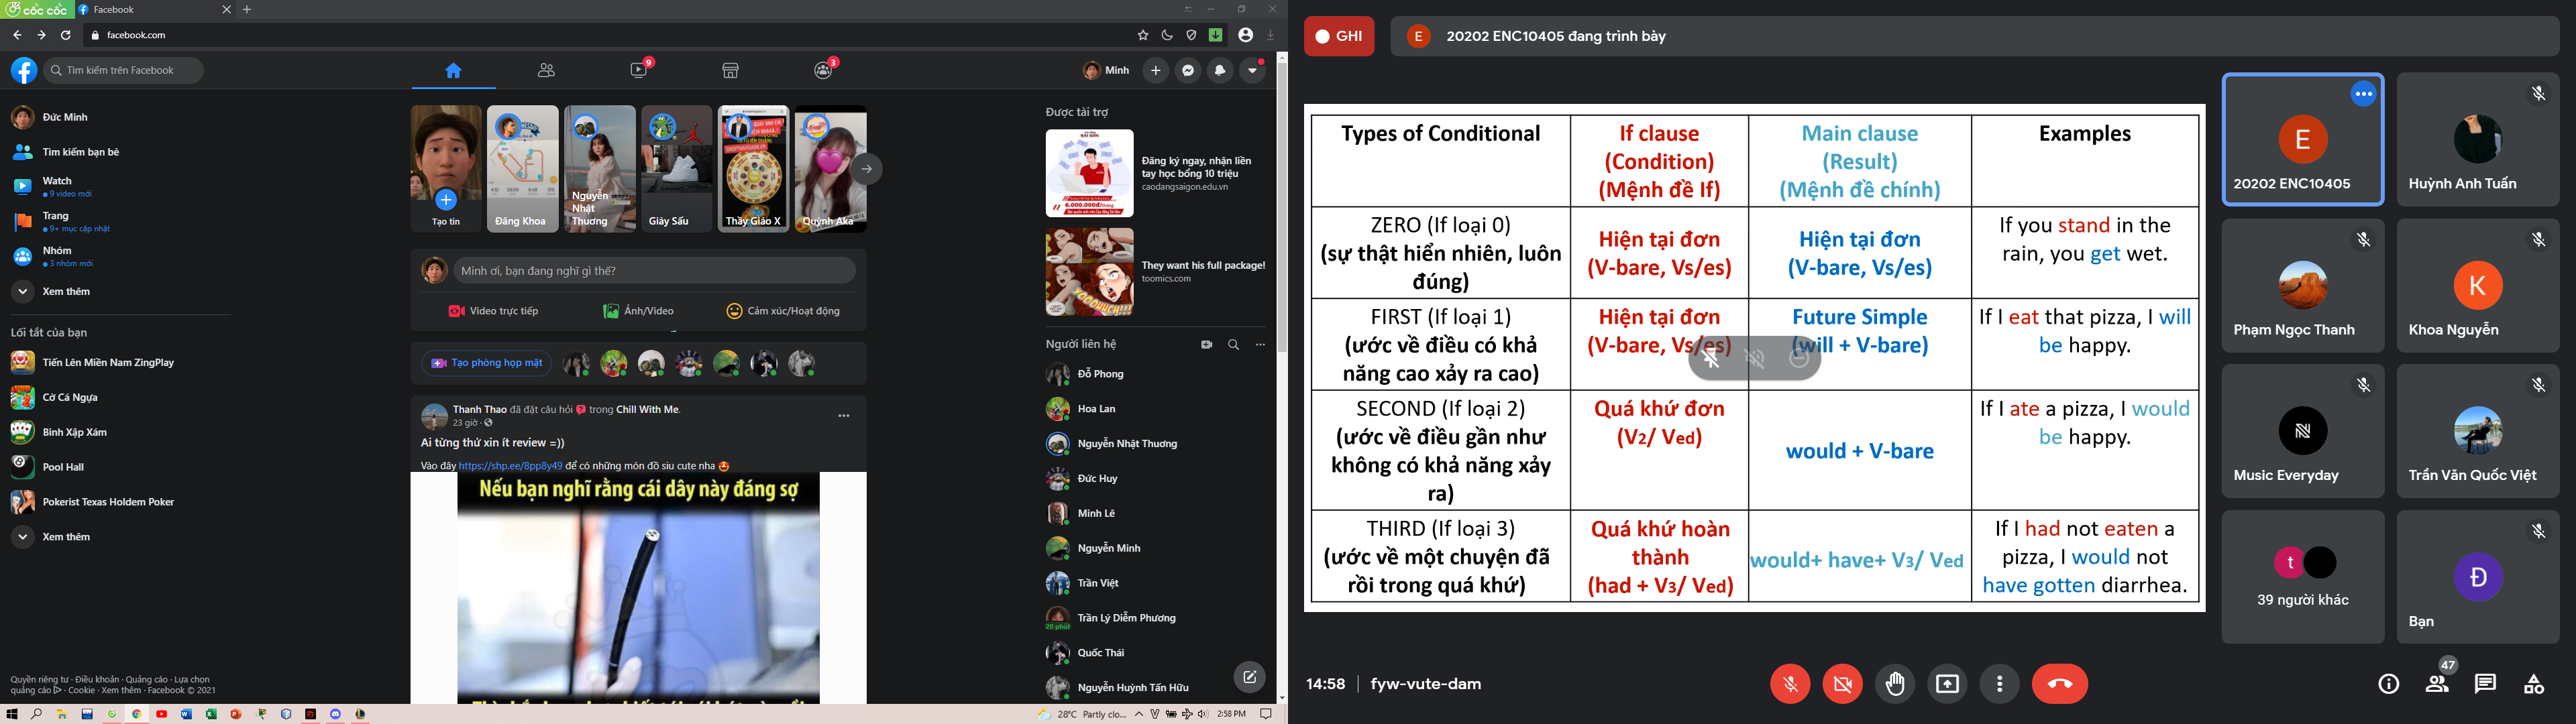 cốc cốc
Facebook
facebook.com
Tìm kiếm trên Facebook
9
3
Minh
Đức Minh
Tìm kiếm bạn bè
Watch
9 video mới
Trang
9+ mục cập nhật
Nhóm
3 nhóm mới
Xem thêm
Lối tắt của bạn
Tiến Lên Miền Nam ZingPlay
Cờ Cá Ngựa
Binh Xập Xám
Pool Hall
Pokerist Texas Holdem Poker
Xem thêm
Quyền riêng tư · Điều khoản · Quảng cáo · Lựa chọn
quảng cáo · Cookie · Xem thêm · Facebook © 2021
Tạo tin
Đăng Khoa
Nguyễn
Nhật
Thương
Giày Sấu
Thầy Giáo X
Quỳnh Aka
Minh ơi, bạn đang nghĩ gì thế?
Video trực tiếp
Ảnh/Video
Cảm xúc/Hoạt động
Tạo phòng họp mặt
Thanh Thao đã đặt câu hỏi trong Chill With Me.
23 giờ ·
Ai từng thử xin ít review =))
Vào đây https://shp.ee/8pp8y49 để có những món đồ siu cute nha
Nếu bạn nghĩ rằng cái dây này đáng sợ
Được tài trợ
SÀI GÒN
6.000.000đ/tháng
Đăng ký ngay, nhận liền
tay học bổng 10 triệu
caodangsaigon.edu.vn
They want his full package!
toomics.com
Người liên hệ
Đỗ Phong
Hoa Lan
Nguyễn Nhật Thương
Đức Huy
Minh Lê
Nguyễn Minh
Trần Việt
Trần Lý Diễm Phương
20 phút
Quốc Thái
Nguyễn Huỳnh Tấn Hưu
28°C Partly clo...
2:58 PM
GHI
E
20202 ENC10405 đang trình bày
Types of Conditional
If clause
(Condition)
(Mệnh đề If)
Main clause
(Result)
(Mệnh đề chính)
Examples
ZERO (If loại 0)
(sự thật hiển nhiên, luôn
đúng)
Hiện tại đơn
(V-bare, Vs/es)
Hiện tại đơn
(V-bare, Vs/es)
If you stand in the
rain, you get wet.
FIRST (If loại 1)
(ước về điều có khả
năng cao xảy ra cao)
Hiện tại đơn
(V-bare, Vs/es)
Future Simple
(will + V-bare)
If I eat that pizza, I will
be happy.
SECOND (If loại 2)
(ước về điều gần như
không có khả năng xảy
ra)
Quá khứ đơn
(V2/ Ved)
would + V-bare
If I ate a pizza, I would
be happy.
THIRD (If loại 3)
(ước về một chuyện đã
rồi trong quá khứ)
Quá khứ hoàn
thành
(had + V3/ Ved)
would+ have+ V3/ Ved
If I had not eaten a
pizza, I would not
have gotten diarrhea.
E
20202 ENC10405
Huỳnh Anh Tuấn
Phạm Ngọc Thanh
K
Khoa Nguyễn
Music Everyday
Trần Văn Quốc Việt
t
39 người khác
Đ
Bạn
14:58
fyw-vute-dam
47